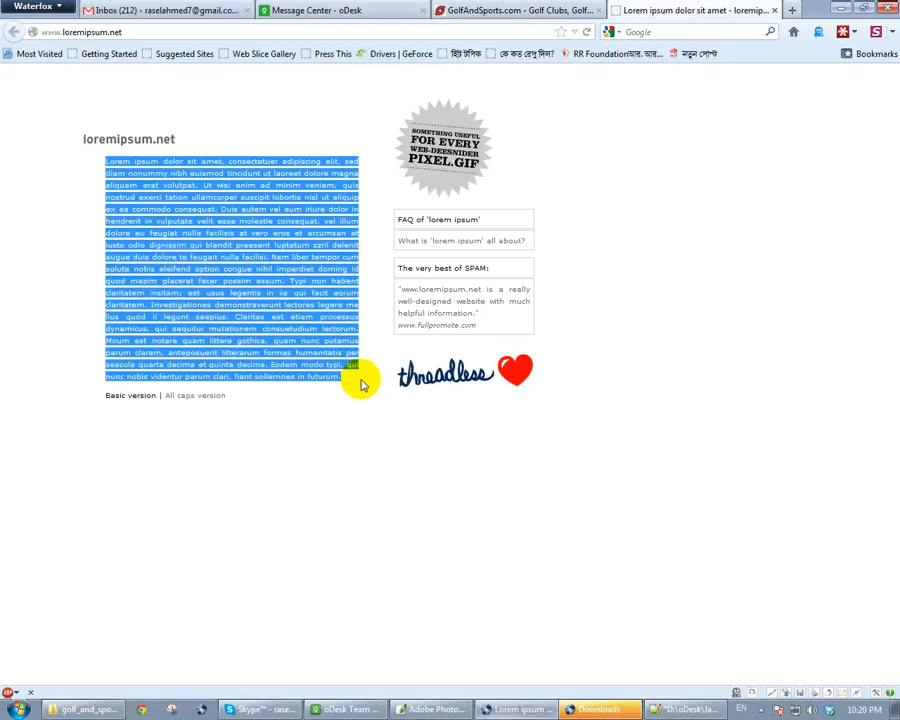 Waterfox
Inbox (212) - raselahmed7@gmail.co...
Message Center - oDesk
GolfAndSports.com - Golf Clubs, Golf...
Lorem ipsum dolor sit amet - loremip...
www.loremipsum.net
Google
Most Visited
Getting Started
Suggested Sites
Web Slice Gallery
Press This
Drivers | GeForce
হিট টপিক
কে কত রেপু দিল?
RR Foundationআর. আর...
নতুন পোস্ট
Bookmarks
loremipsum.net
Lorem ipsum dolor sit amet, consectetuer adipiscing elit, sed
diam nonummy nibh euismod tincidunt ut laoreet dolore magna
aliquam erat volutpat. Ut wisi enim ad minim veniam, quis
nostrud exerci tation ullamcorper suscipit lobortis nisl ut aliquip
ex ea commodo consequat. Duis autem vel eum iriure dolor in
hendrerit in vulputate velit esse molestie consequat, vel illum
dolore eu feugiat nulla facilisis at vero eros et accumsan et
iusto odio dignissim qui blandit praesent luptatum zzril delenit
augue duis dolore te feugait nulla facilisi. Nam liber tempor cum
soluta nobis eleifend option congue nihil imperdiet doming id
quod mazim placerat facer possim assum. Typi non habent
claritatem insitam; est usus legentis in iis qui facit eorum
claritatem. Investigationes demonstraverunt lectores legere me
lius quod ii legunt saepius. Claritas est etiam processus
dynamicus, qui sequitur mutationem consuetudium lectorum.
Mirum est notare quam littera gothica, quam nunc putamus
parum claram, anteposuerit litterarum formas humanitatis per
seacula quarta decima et quinta decima. Eodem modo typi, qui
nunc nobis videntur parum clari, fiant sollemnes in futurum.
Basic version | All caps version
SOMETHING USEFUL
FOR EVERY
WEB-DEESNIDER
PIXEL.GIF
FAQ of 'lorem ipsum'
What is 'lorem ipsum' all about?
The very best of SPAM:
"www.loremipsum.net is a really
well-designed website with much
helpful information."
www.fullpromote.com
threadless
golf_and_spo...
Skype™ - rase...
oDesk Team ...
Adobe Photo...
Lorem ipsum ...
Downloads
*D:\oDesk\Ja...
EN
10:20 PM